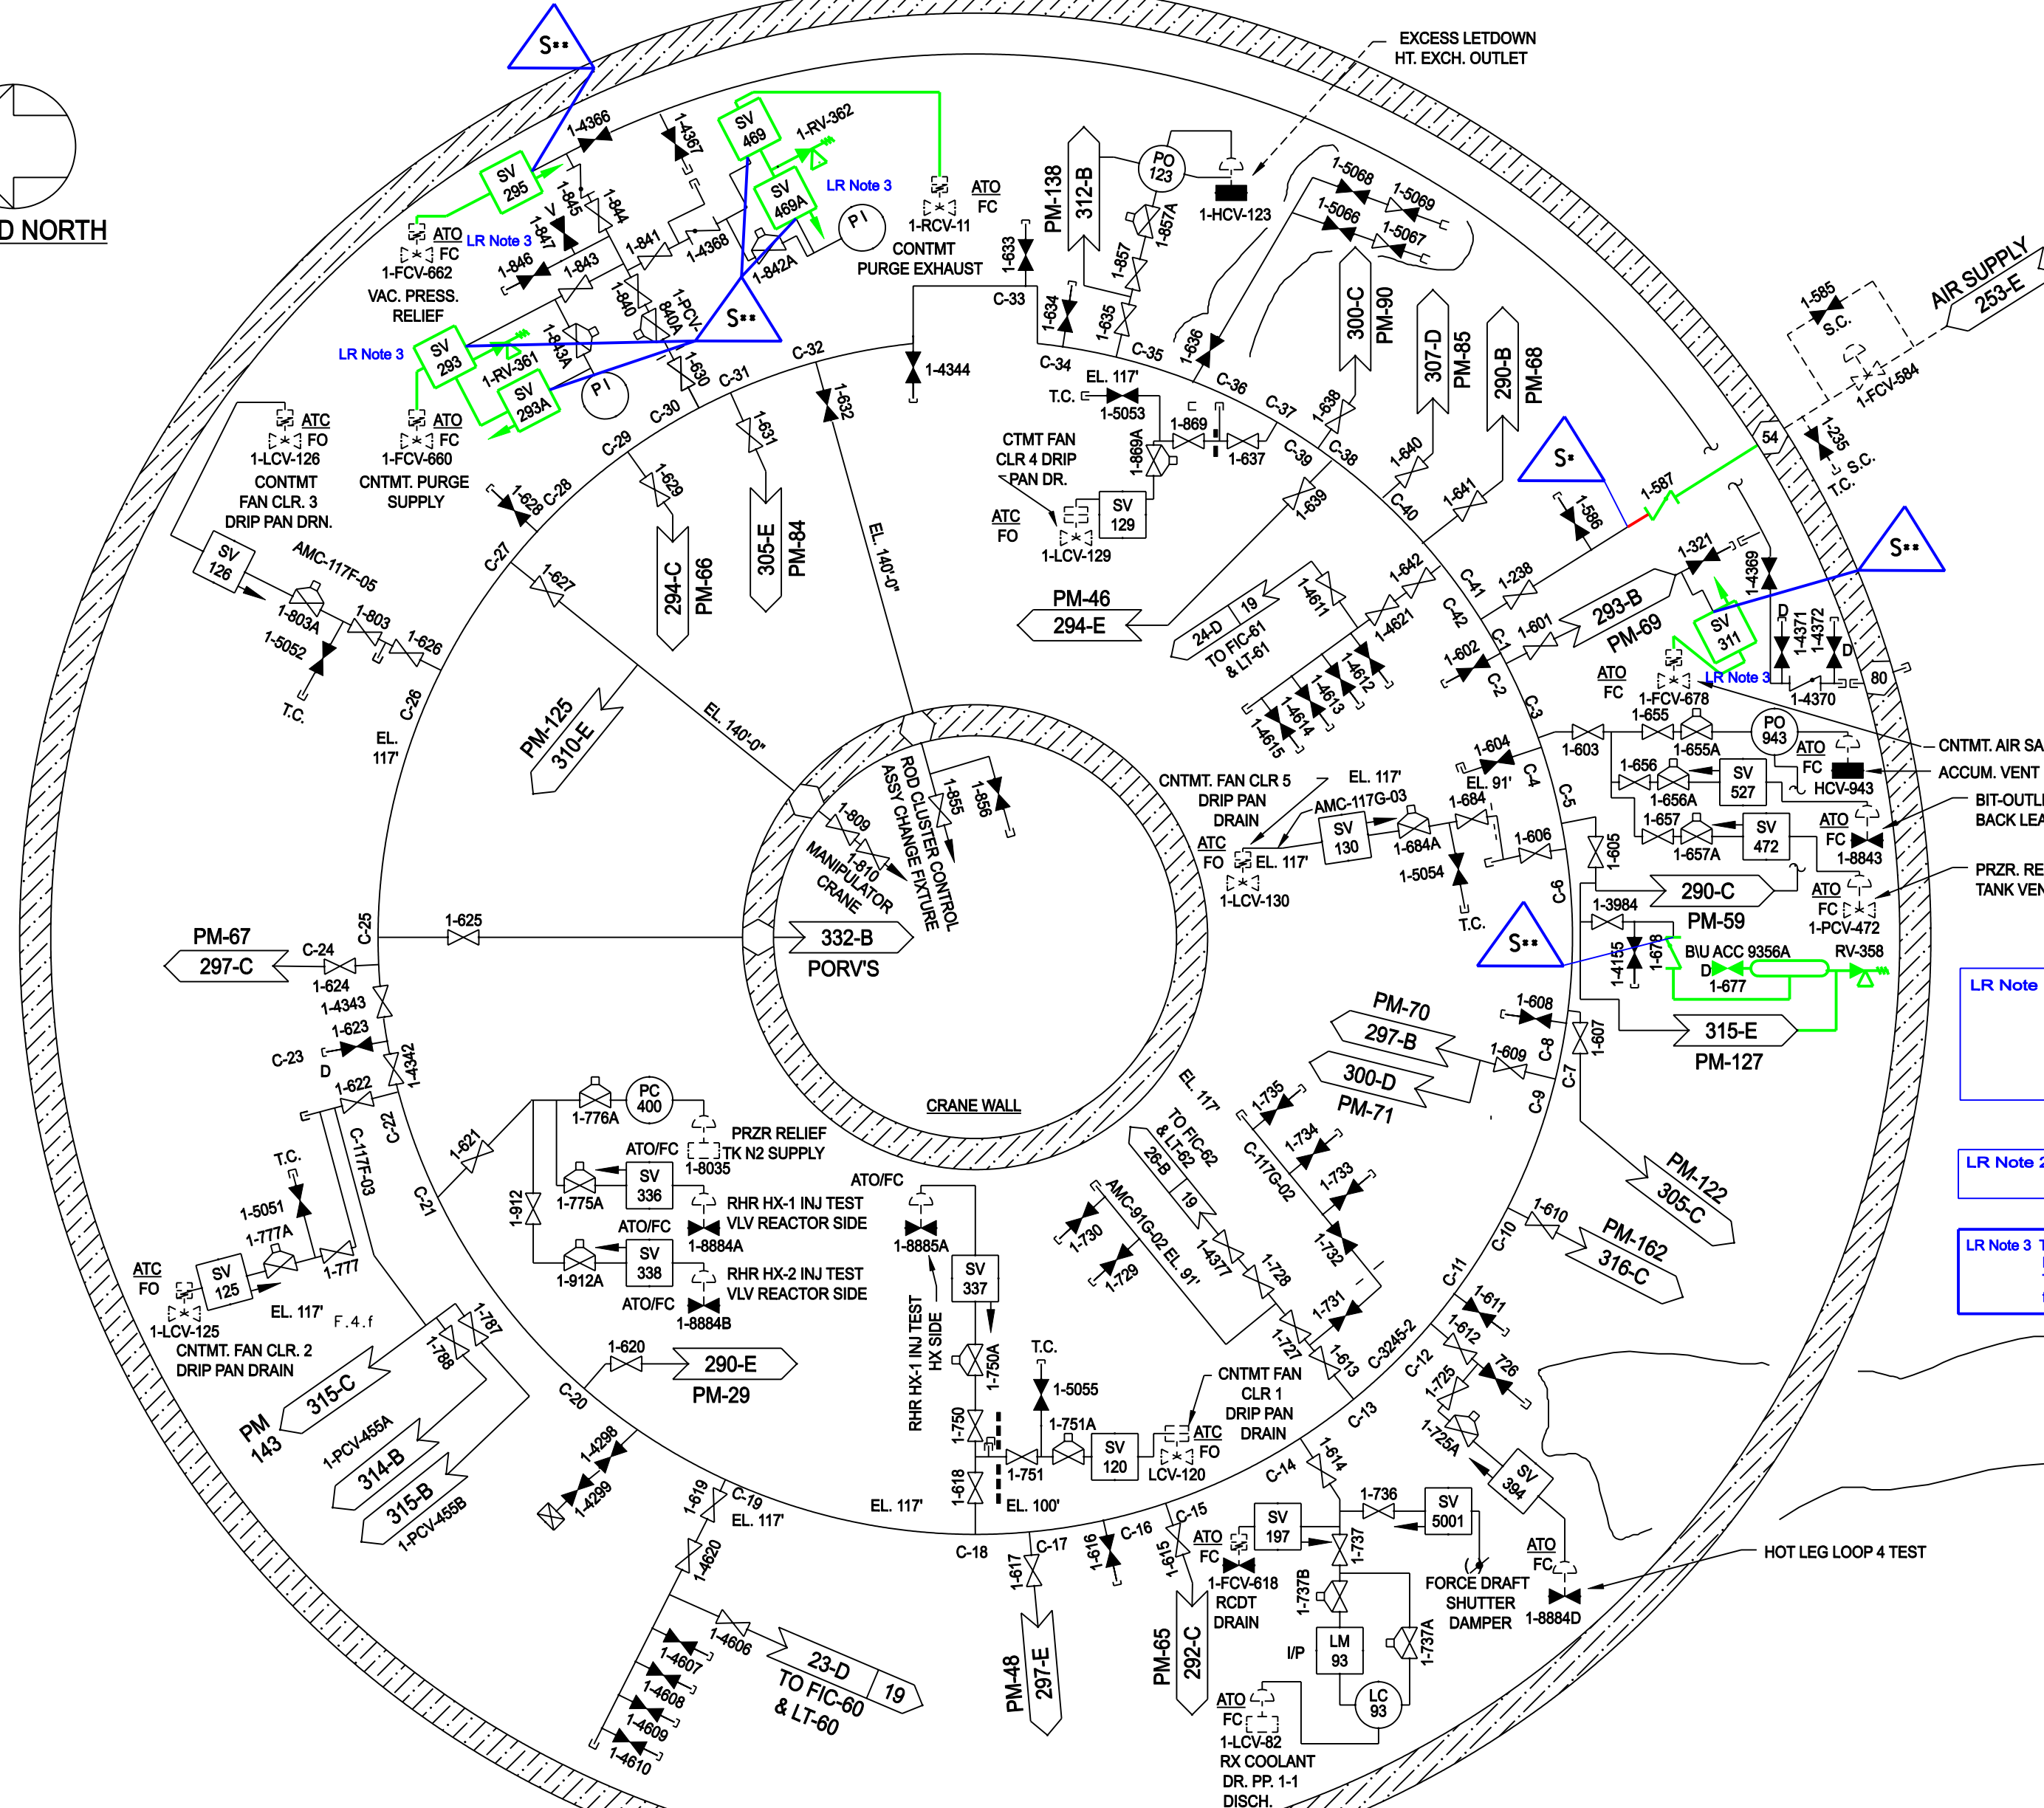 D NORTH
S**
1-4366
1-4367
SV
469
1-RV-362
SV
469A
LR Note 3
PI
SV
295
1-845
1-844
V
1-847
1-846
1-843
1-841
1-4368
1-842A
ATO
FC
1-FCV-662
LR Note 3
VAC. PRESS.
RELIEF
1-840
1-PCV-
840A
S**
SV
293
LR Note 3
1-RV-361
1-843A
SV
293A
PI
1-630
ATO
FC
1-FCV-660
CNTMT. PURGE
SUPPLY
ATO
FC
1-RCV-11
CONTMT
PURGE EXHAUST
EXCESS LETDOWN
HT. EXCH. OUTLET
PM-138
312-B
PO
123
1-HCV-123
1-857A
1-857
1-633
C-33
1-634
1-635
C-34
C-35
1-636
C-36
1-5068
1-5069
1-5066
1-5067
300-C
PM-90
307-D
PM-85
290-B
PM-68
1-638
C-37
C-38
C-39
1-639
1-640
C-40
1-641
AIR SUPPLY
253-E
1-585
S.C.
1-FCV-584
1-235
S.C.
T.C.
54
S*
1-587
1-586
1-238
1-321
S**
1-4369
293-B
PM-69
SV
311
D
1-4371
1-4372
D
LR Note 3
ATO
FC
1-FCV-678
1-4370
80
ATC
FO
1-LCV-126
CONTMT
FAN CLR. 3
DRIP PAN DRN.
SV
126
AMC-117F-05
1-803A
1-803
1-5052
T.C.
1-626
C-26
EL.
117'
1-628
C-28
C-27
1-627
C-29
1-629
294-C
PM-66
C-30
C-31
1-631
305-E
PM-84
C-32
1-632
EL. 140'-0"
1-4344
EL. 117'
T.C.
1-5053
1-869
1-869A
1-637
CTMT FAN
CLR 4 DRIP
PAN DR.
ATC
FO
SV
129
1-LCV-129
PM-46
294-E
24-D
19
TO FIC-61
& LT-61
1-4611
1-642
1-4621
1-4612
1-4613
1-4614
1-4615
C-41
C-42
C-1
1-601
1-602
C-2
C-3
1-604
C-4
EL. 91'
C-5
1-603
1-655
1-655A
PO
943
ATO
FC
HCV-943
1-656
1-656A
SV
527
1-657
1-657A
SV
472
ATO
FC
1-8843
ATO
FC
1-PCV-472
CNTMT. AIR SA
ACCUM. VENT
BIT-OUTLE
BACK LEA
PRZR. RE
TANK VEN
PM-125
310-E
EL. 140'-0"
1-809
1-810
MANIPULATOR
CRANE
ROD CLUSTER CONTROL
ASSY CHANGE FIXTURE
1-855
1-856
CNTMT. FAN CLR 5
DRIP PAN
DRAIN
EL. 117'
AMC-117G-03
ATC
FO
EL. 117'
1-LCV-130
SV
130
1-684
1-684A
1-5054
T.C.
1-606
C-6
1-605
290-C
PM-59
1-3984
S**
1-4155
1-678
B\U ACC 9356A
D
1-677
RV-358
315-E
PM-127
LR Note
C-25
1-625
332-B
PORV'S
PM-67
297-C
C-24
1-624
1-4343
1-623
C-23
D
1-4342
1-622
C-22
C-117F-03
T.C.
1-5051
1-777A
1-777
ATC
FO
SV
125
1-LCV-125
EL. 117'
CNTMT. FAN CLR. 2
DRIP PAN DRAIN
F.4.f
1-787
1-788
315-C
PM
143
1-PCV-455A
314-B
315-B
1-PCV-455B
C-21
1-621
1-776A
PC
400
PRZR RELIEF
TK N2 SUPPLY
ATO/FC
1-8035
1-775A
SV
336
ATO/FC
1-8884A
RHR HX-1 INJ TEST
VLV REACTOR SIDE
1-912
1-912A
SV
338
ATO/FC
1-8884B
RHR HX-2 INJ TEST
VLV REACTOR SIDE
1-620
290-E
PM-29
C-20
1-4298
1-4299
CRANE WALL
ATO/FC
1-8885A
SV
337
RHR HX-1 INJ TEST
HX SIDE
1-750A
1-750
1-618
T.C.
1-5055
1-751
1-751A
SV
120
ATC
FO
LCV-120
CNTMT FAN
CLR 1
DRIP PAN
DRAIN
EL. 117'
EL. 100'
C-18
PM-70
297-B
300-D
PM-71
1-608
C-8
1-607
C-7
1-609
C-9
EL. 117'
C-117G-02
1-735
1-734
1-733
1-732
1-731
TO FIC-62
& LT-62
26-B
19
1-4377
1-728
AMC-91G-02 EL. 91'
1-730
1-729
1-727
1-613
C-3245-2
PM-122
305-C
1-610
C-10
PM-162
316-C
C-11
1-611
1-612
C-12
726
1-725
1-725A
SV
394
C-13
LR Note 2
LR Note 3 T
ATO
FC
1-8884D
HOT LEG LOOP 4 TEST
1-614
C-14
1-736
SV
5001
FORCE DRAFT
SHUTTER
DAMPER
SV
197
ATO
FC
1-FCV-618
RCDT
DRAIN
1-737
1-737B
1-737A
LM
93
I/P
LC
93
ATO
FC
1-LCV-82
RX COOLANT
DR. PP. 1-1
DISCH.
C-15
1-615
PM-65
292-C
C-16
1-616
C-17
1-617
PM-48
297-E
1-619
C-19
EL. 117'
1-4620
1-4606
23-D
19
TO FIC-60
& LT-60
1-4607
1-4608
1-4609
1-4610